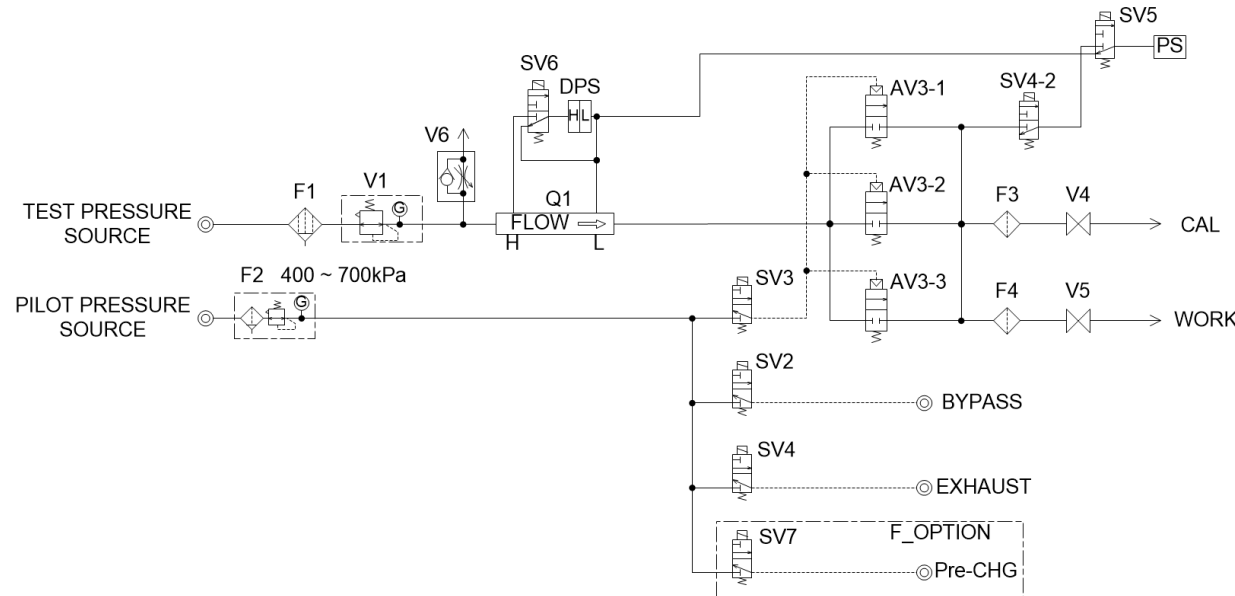 SV5
PS
SV6
DPS
AV3-1
SV4-2
H L
V6
F1
V1
G
Q1
AV3-2
F3
V4
TEST PRESSURE
SOURCE
FLOW
CAL
H
L
F2 400 ~ 700kPa
G
SV3
AV3-3
F4
V5
PILOT PRESSURE
SOURCE
WORK
SV2
BYPASS
SV4
EXHAUST
SV7
F_OPTION
Pre-CHG